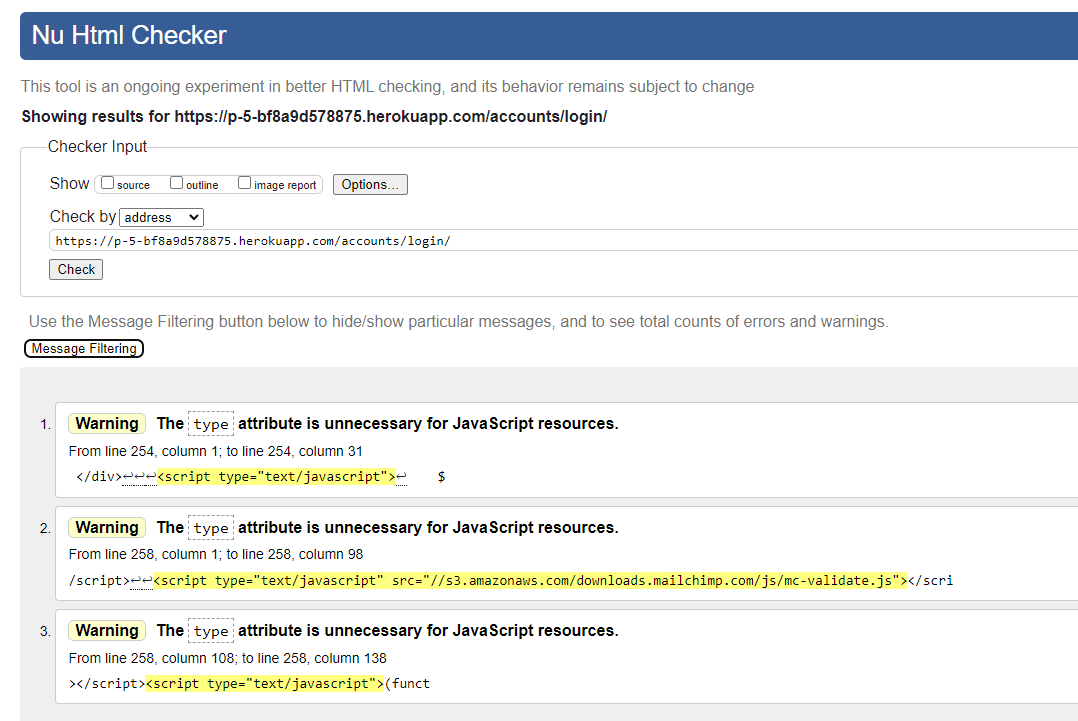 Nu Html Checker
This tool is an ongoing experiment in better HTML checking, and its behavior remains subject to change
Showing results for https://p-5-bf8a9d578875.herokuapp.com/accounts/login/
Checker Input
Show source outline image report Options...
Check by address
https://p-5-bf8a9d578875.herokuapp.com/accounts/login/
Check
Use the Message Filtering button below to hide/show particular messages, and to see total counts of errors and warnings.
Message Filtering
1. Warning The type attribute is unnecessary for JavaScript resources.
From line 254, column 1; to line 254, column 31
</div>↩↩↩<script type="text/javascript">↩ $
2. Warning The type attribute is unnecessary for JavaScript resources.
From line 258, column 1; to line 258, column 98
/script>↩↩<script type="text/javascript" src="//s3.amazonaws.com/downloads.mailchimp.com/js/mc-validate.js"></scri
3. Warning The type attribute is unnecessary for JavaScript resources.
From line 258, column 108; to line 258, column 138
></script><script type="text/javascript">(funct